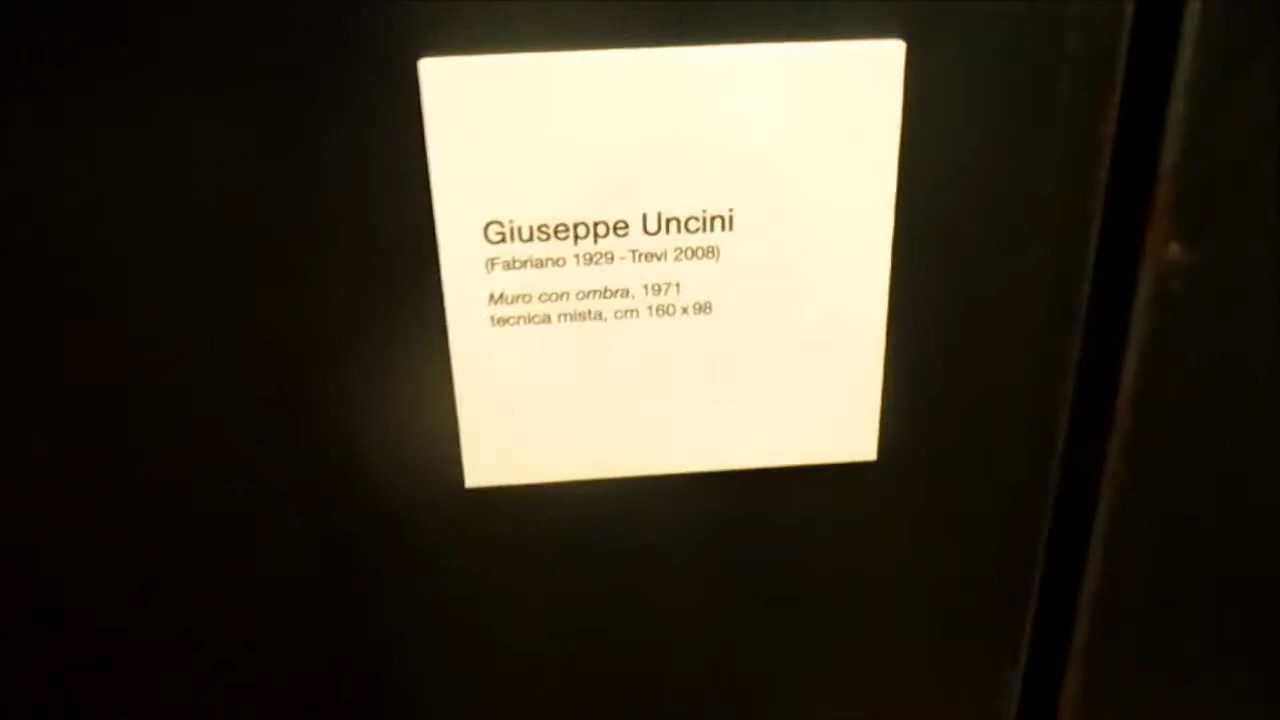 Giuseppe Uncini
(Fabriano 1929 - Trevi 2008)
Muro con ombra, 1971
tecnica mista, cm 160 x 98